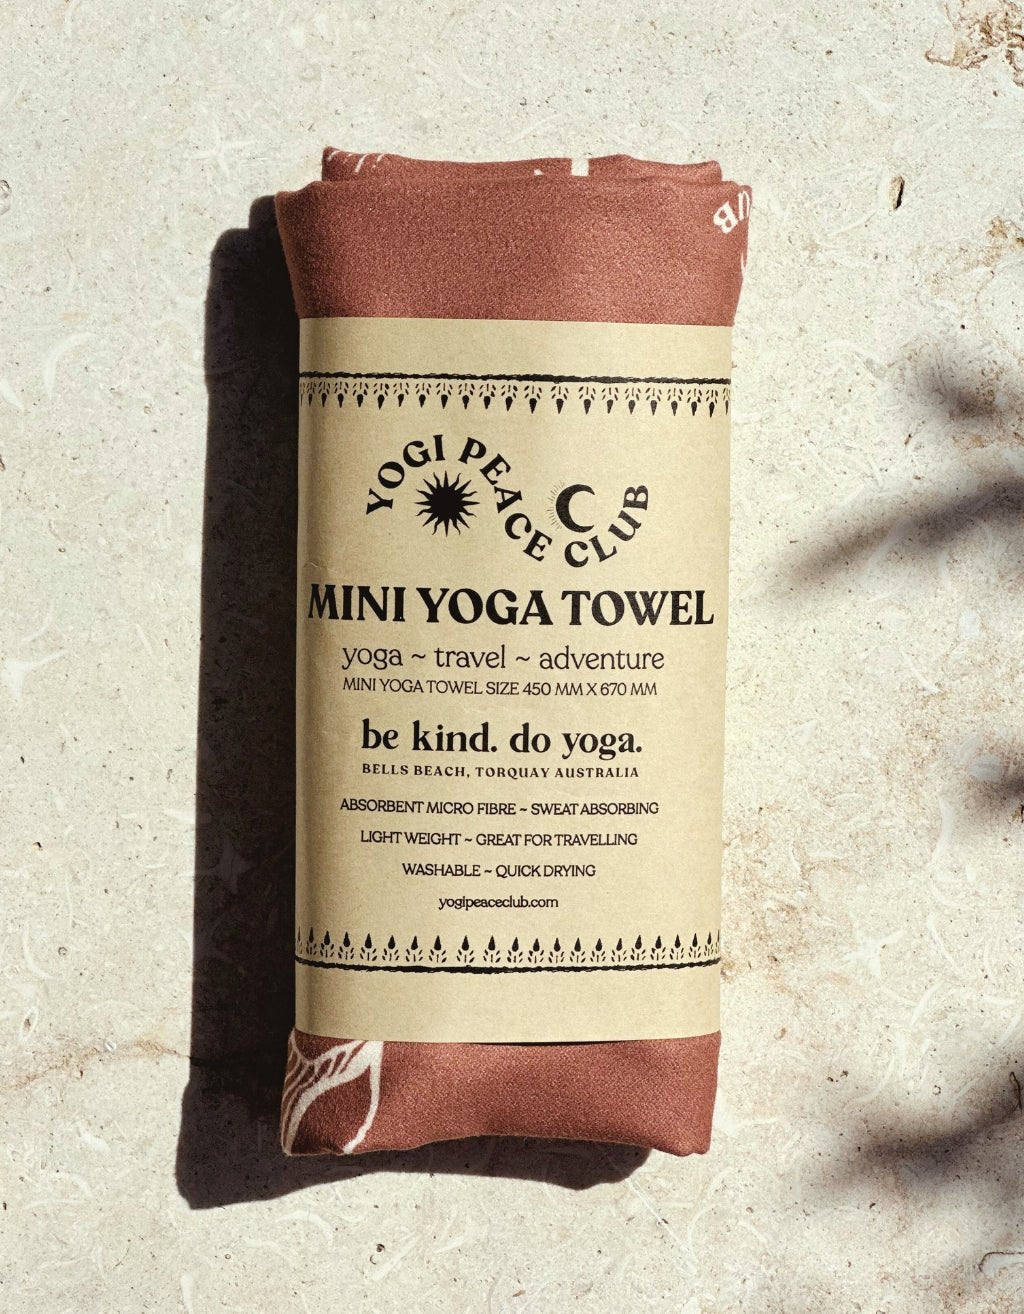 UB
YOGI PEACE CLUB
MINI YOGA TOWEL
yoga ~ travel ~ adventure
MINI YOGA TOWEL SIZE 450 MM X 670 MM
be kind. do yoga.
BELLS BEACH, TORQUAY AUSTRALIA
ABSORBENT MICRO FIBRE ~ SWEAT ABSORBING
LIGHT WEIGHT ~ GREAT FOR TRAVELLING
WASHABLE ~ QUICK DRYING
yogipeaceclub.com